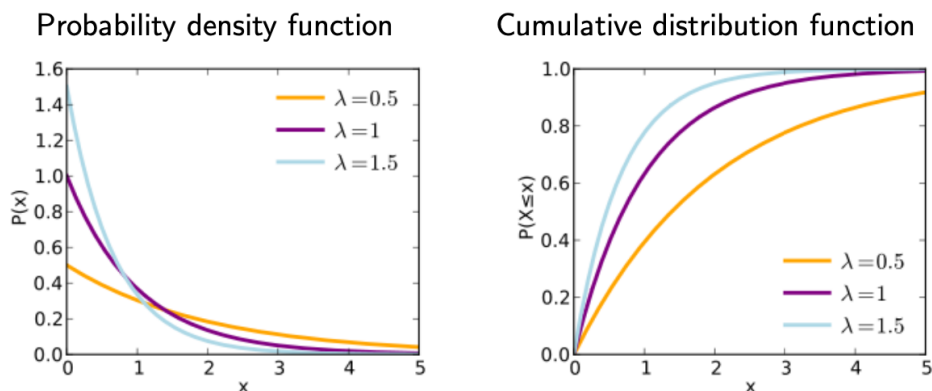 Probability density function
1.6
1.4
1.2
1.0
0.8
0.6
0.4
0.2
0.0
P(x)
λ=0.5
λ=1
λ=1.5
0 1 2 3 4 5
x
Cumulative distribution function
1.0
0.8
0.6
0.4
0.2
0.0
P(X≤x)
λ=0.5
λ=1
λ=1.5
0 1 2 3 4 5
x